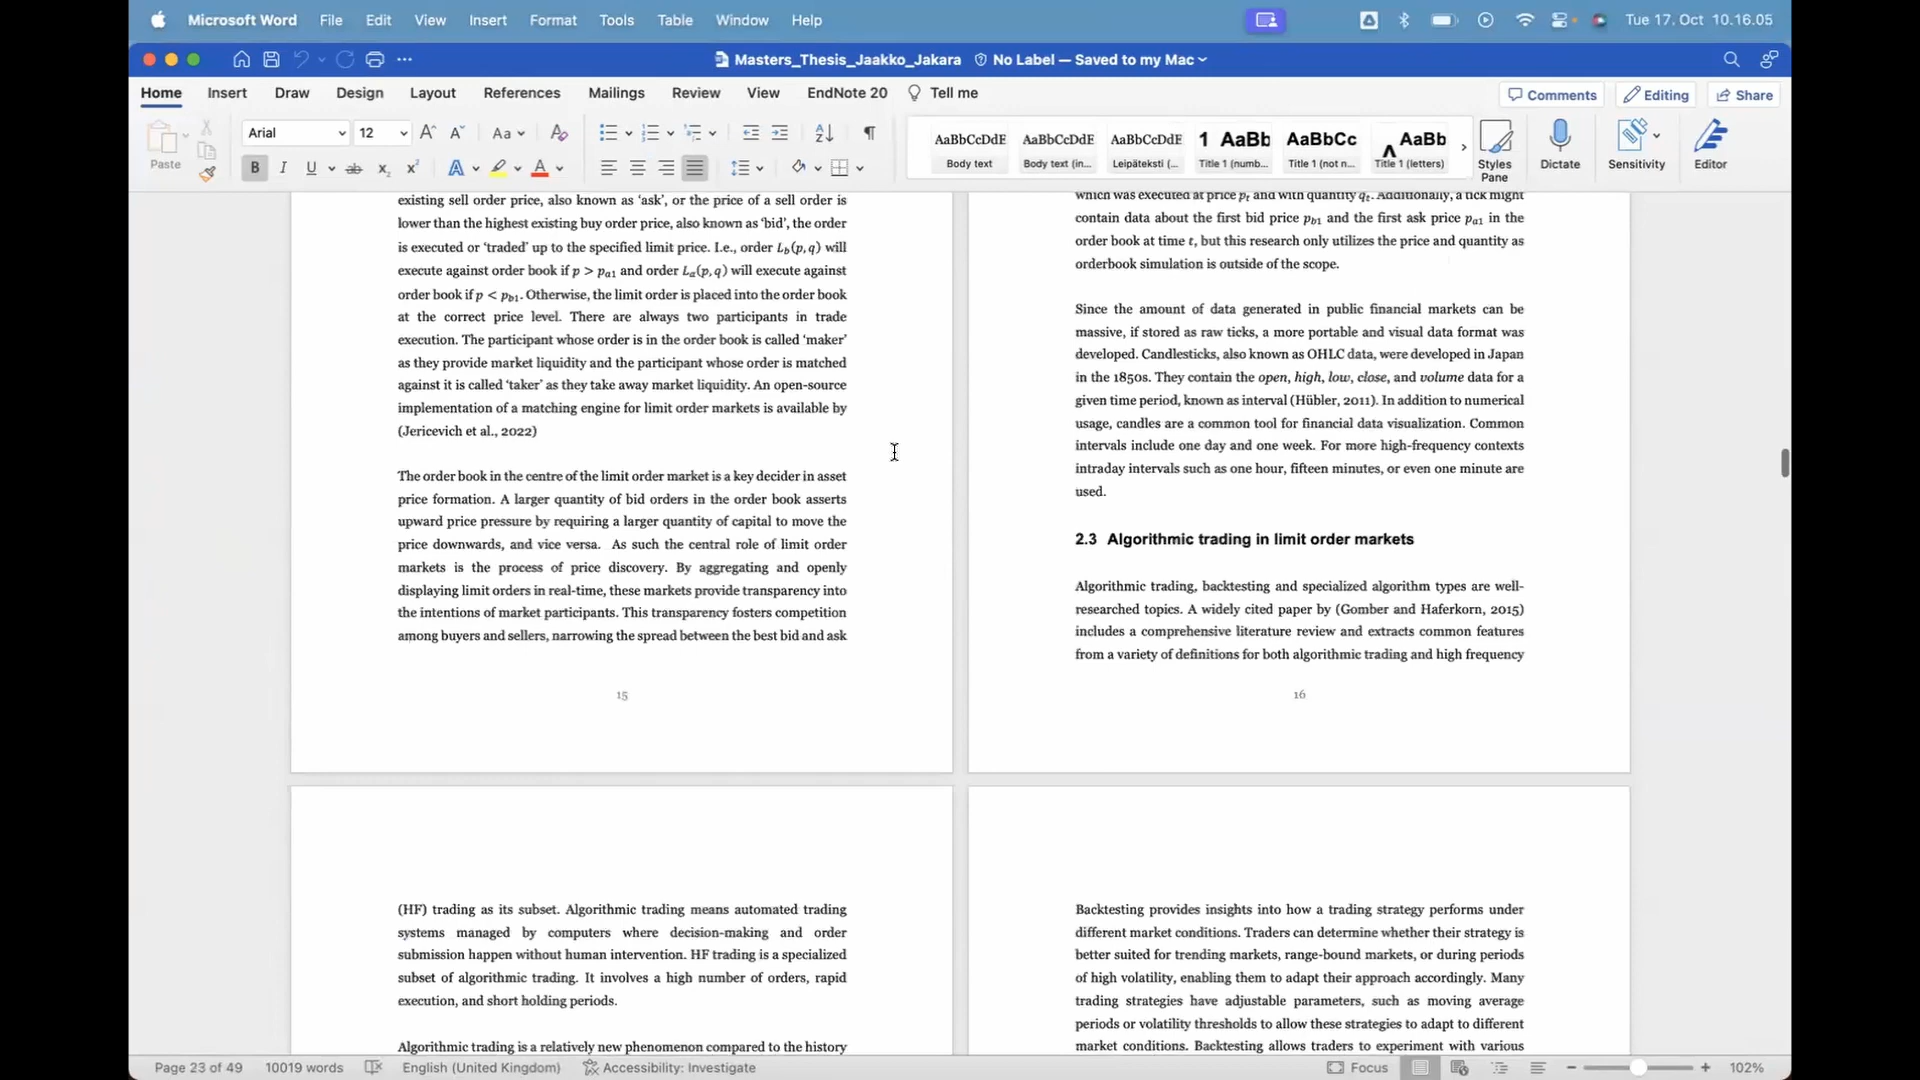 Microsoft Word File Edit View Insert Format Tools Table Window Help Tue 17. Oct 10.16.05
Masters_Thesis_Jaakko_Jakara No Label — Saved to my Mac
Home Insert Draw Design Layout References Mailings Review View EndNote 20 Tell me Comments Editing Share
Paste
Arial 12
AaBbCcDdE AaBbCcDdE AaBbCcDdE 1 AaBb AaBbCc A AaBb
Body text Body text (in... Leipäteksti (... Title 1 (numb... Title 1 (not n... Title 1 (letters)
Styles Pane Dictate Sensitivity Editor
existing sell order price, also known as ‘ask’, or the price of a sell order is
lower than the highest existing buy order price, also known as ‘bid’, the order
is executed or ‘traded’ up to the specified limit price. I.e., order L_b(p, q) will
execute against order book if p > p_a1 and order L_a(p, q) will execute against
order book if p < p_b1. Otherwise, the limit order is placed into the order book
at the correct price level. There are always two participants in trade
execution. The participant whose order is in the order book is called ‘maker’
as they provide market liquidity and the participant whose order is matched
against it is called ‘taker’ as they take away market liquidity. An open-source
implementation of a matching engine for limit order markets is available by
(Jericevich et al., 2022)
The order book in the centre of the limit order market is a key decider in asset
price formation. A larger quantity of bid orders in the order book asserts
upward price pressure by requiring a larger quantity of capital to move the
price downwards, and vice versa. As such the central role of limit order
markets is the process of price discovery. By aggregating and openly
displaying limit orders in real-time, these markets provide transparency into
the intentions of market participants. This transparency fosters competition
among buyers and sellers, narrowing the spread between the best bid and ask
15
which was executed at price p_t and with quantity q_t. Additionally, a tick might
contain data about the first bid price p_b1 and the first ask price p_a1 in the
order book at time t, but this research only utilizes the price and quantity as
orderbook simulation is outside of the scope.
Since the amount of data generated in public financial markets can be
massive, if stored as raw ticks, a more portable and visual data format was
developed. Candlesticks, also known as OHLC data, were developed in Japan
in the 1850s. They contain the open, high, low, close, and volume data for a
given time period, known as interval (Hübler, 2011). In addition to numerical
usage, candles are a common tool for financial data visualization. Common
intervals include one day and one week. For more high-frequency contexts
intraday intervals such as one hour, fifteen minutes, or even one minute are
used.
2.3 Algorithmic trading in limit order markets
Algorithmic trading, backtesting and specialized algorithm types are well-
researched topics. A widely cited paper by (Gomber and Haferkorn, 2015)
includes a comprehensive literature review and extracts common features
from a variety of definitions for both algorithmic trading and high frequency
16
(HF) trading as its subset. Algorithmic trading means automated trading
systems managed by computers where decision-making and order
submission happen without human intervention. HF trading is a specialized
subset of algorithmic trading. It involves a high number of orders, rapid
execution, and short holding periods.
Algorithmic trading is a relatively new phenomenon compared to the history
Backtesting provides insights into how a trading strategy performs under
different market conditions. Traders can determine whether their strategy is
better suited for trending markets, range-bound markets, or during periods
of high volatility, enabling them to adapt their approach accordingly. Many
trading strategies have adjustable parameters, such as moving average
periods or volatility thresholds to allow these strategies to adapt to different
market conditions. Backtesting allows traders to experiment with various
Page 23 of 49 10019 words English (United Kingdom) Accessibility: Investigate Focus 102%